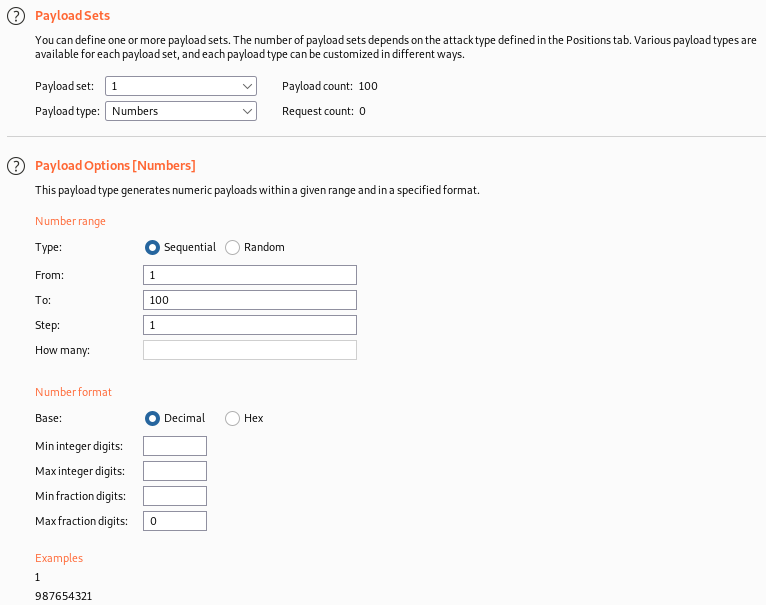 Payload Sets
You can define one or more payload sets. The number of payload sets depends on the attack type defined in the Positions tab. Various payload types are
available for each payload set, and each payload type can be customized in different ways.
Payload set: 1 Payload count: 100
Payload type: Numbers Request count: 0
Payload Options [Numbers]
This payload type generates numeric payloads within a given range and in a specified format.
Number range
Type: Sequential Random
From: 1
To: 100
Step: 1
How many:
Number format
Base: Decimal Hex
Min integer digits:
Max integer digits:
Min fraction digits:
Max fraction digits: 0
Examples
1
987654321